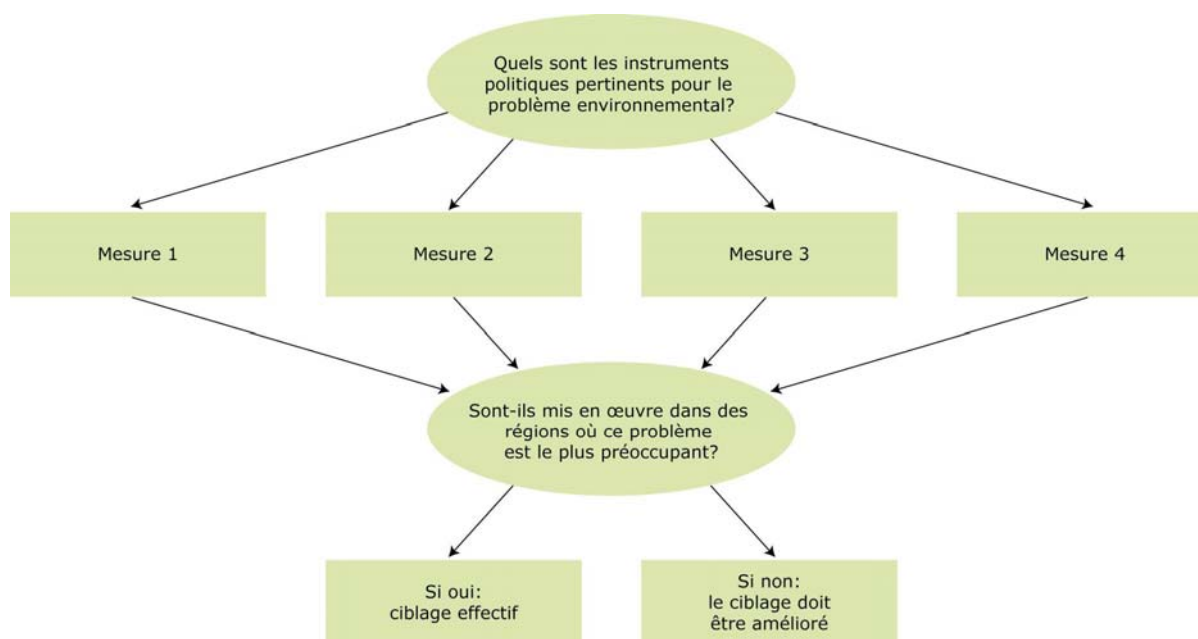 Quels sont les instruments
politiques pertinents pour le
problème environnemental?
Mesure 1
Mesure 2
Mesure 3
Mesure 4
Sont-ils mis en œuvre dans des
régions où ce problème
est le plus préoccupant?
Si oui:
ciblage effectif
Si non:
le ciblage doit
être amélioré